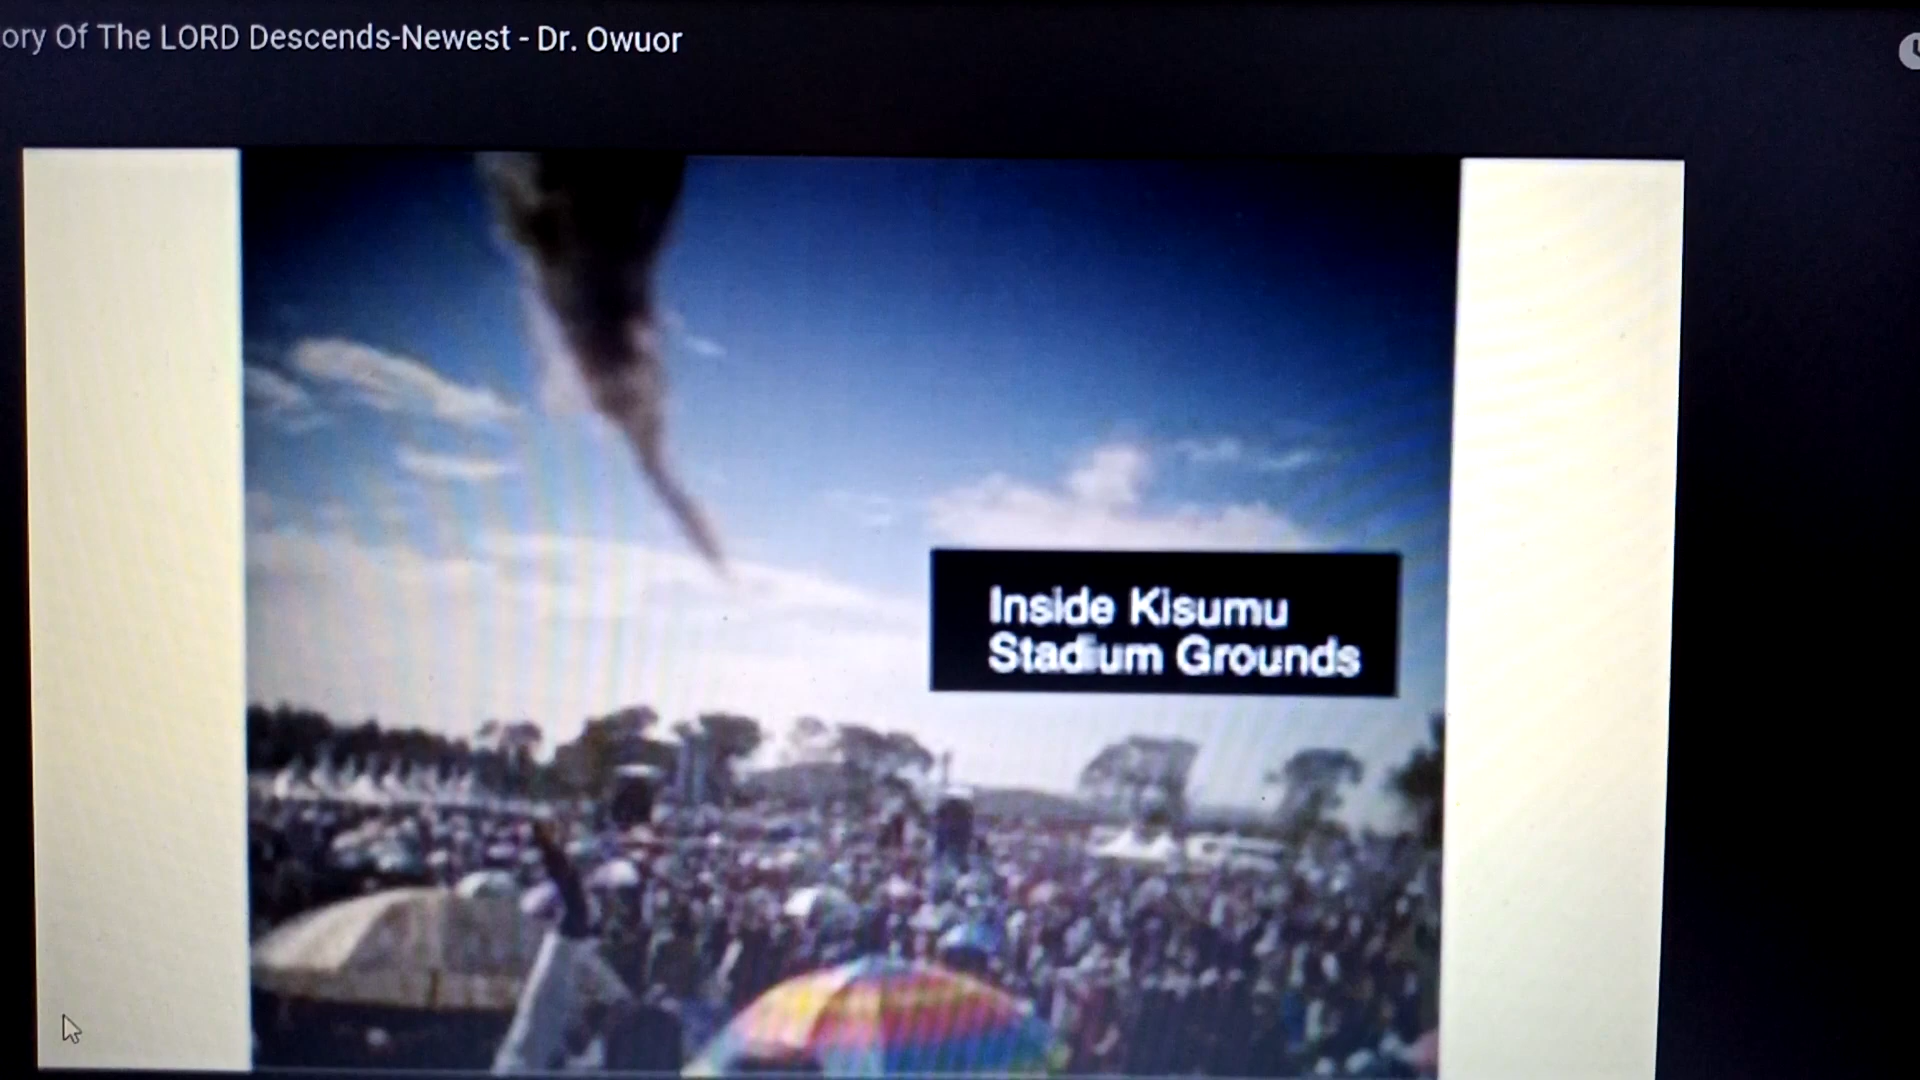 ory Of The LORD Descends-Newest - Dr. Owuor
Inside Kisumu
Stadium Grounds